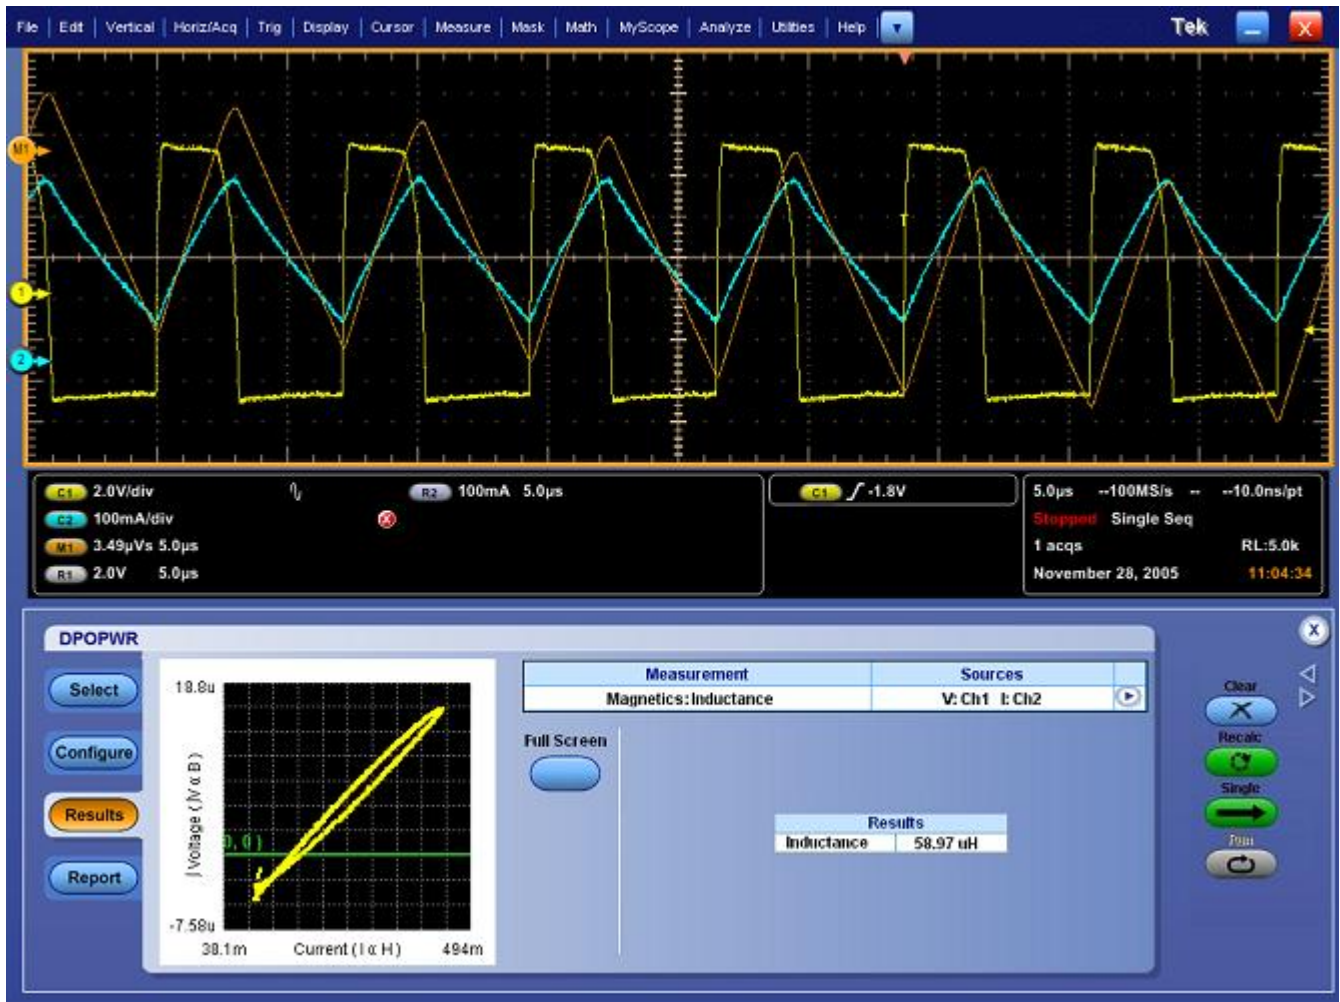 File | Edit | Vertical | Horiz/Acq | Trig | Display | Cursor | Measure | Mask | Math | MyScope | Analyze | Utilities | Help Tek X
M1
1
2
C1 2.0V/div R2 100mA 5.0µs C1 -1.8V 5.0µs --100MS/s -- --10.0ns/pt
C2 100mA/div Stopped Single Seq
M1 3.49µVs 5.0µs 1 acqs RL:5.0k
R1 2.0V 5.0µs November 28, 2005 11:04:34
DPOPWR X
Select
Configure
Results
Report
18.8u
∫ Voltage ( ∫V α B )
0, 0 )
-7.58u
38.1m Current ( I α H ) 494m
Measurement Sources
Magnetics: Inductance V: Ch1 I: Ch2
Full Screen
Results
Inductance 58.97 uH
Clear
Recalc
Single